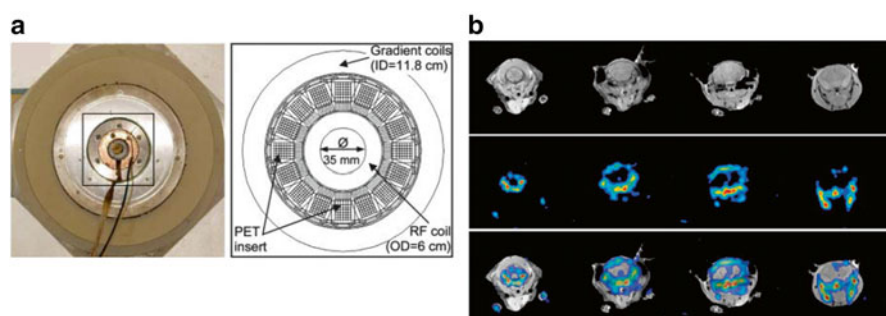 a
Gradient coils
(ID=11.8 cm)
Ø
35 mm
PET
insert
RF coil
(OD=6 cm)
b